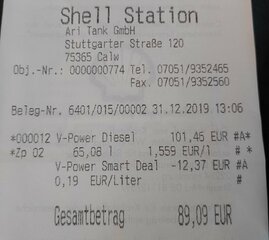 Shell Station
Ari Tank GmbH
Stuttgarter Straße 120
75365 Calw
Obj.-Nr.: 0000000774 Tel. 07051/9352465
Fax. 07051/9352560
Beleg-Nr. 6401/015/00002 31.12.2019 13:06
*000012 V-Power Diesel 101,46 EUR #A*
*Zp 02 65,08 l 1,559 EUR/l # *
V-Power Smart Deal -12,37 EUR #A
0,19 EUR/Liter #
Gesamtbetrag 89,09 EUR